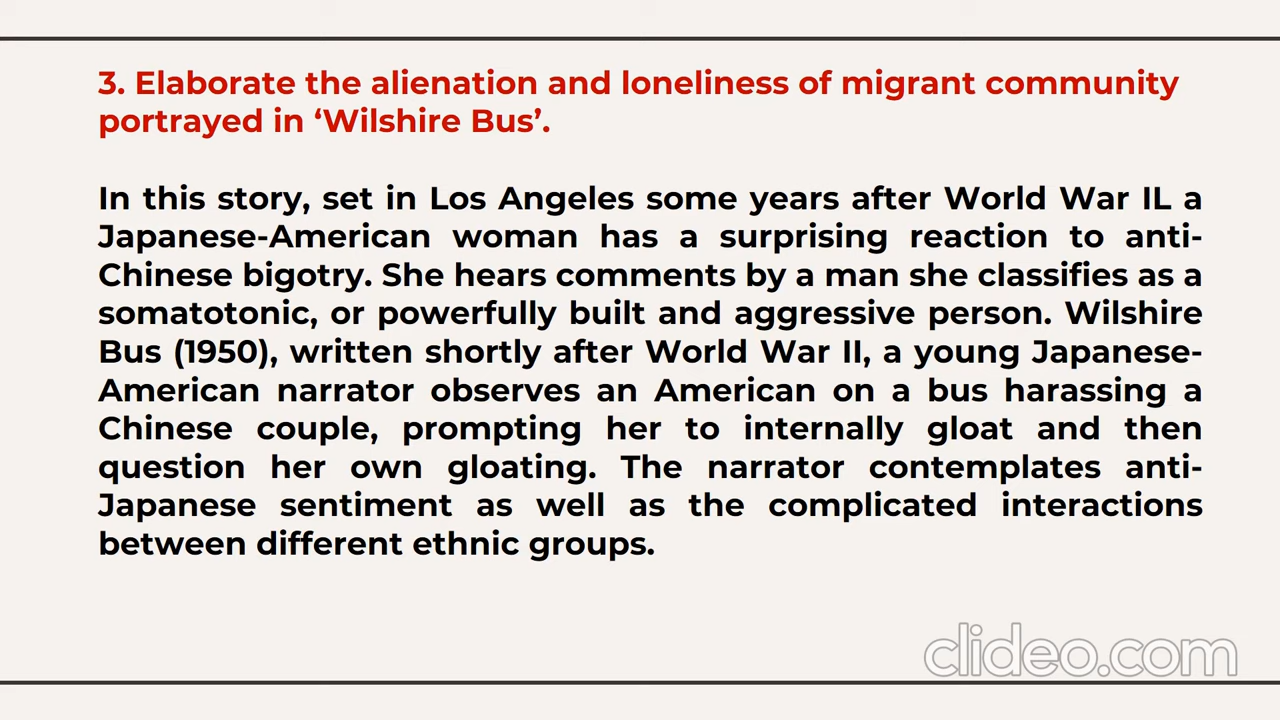 3. Elaborate the alienation and loneliness of migrant community
portrayed in ‘Wilshire Bus’.
In this story, set in Los Angeles some years after World War IL a
Japanese-American woman has a surprising reaction to anti-
Chinese bigotry. She hears comments by a man she classifies as a
somatotonic, or powerfully built and aggressive person. Wilshire
Bus (1950), written shortly after World War II, a young Japanese-
American narrator observes an American on a bus harassing a
Chinese couple, prompting her to internally gloat and then
question her own gloating. The narrator contemplates anti-
Japanese sentiment as well as the complicated interactions
between different ethnic groups.
clideo.com